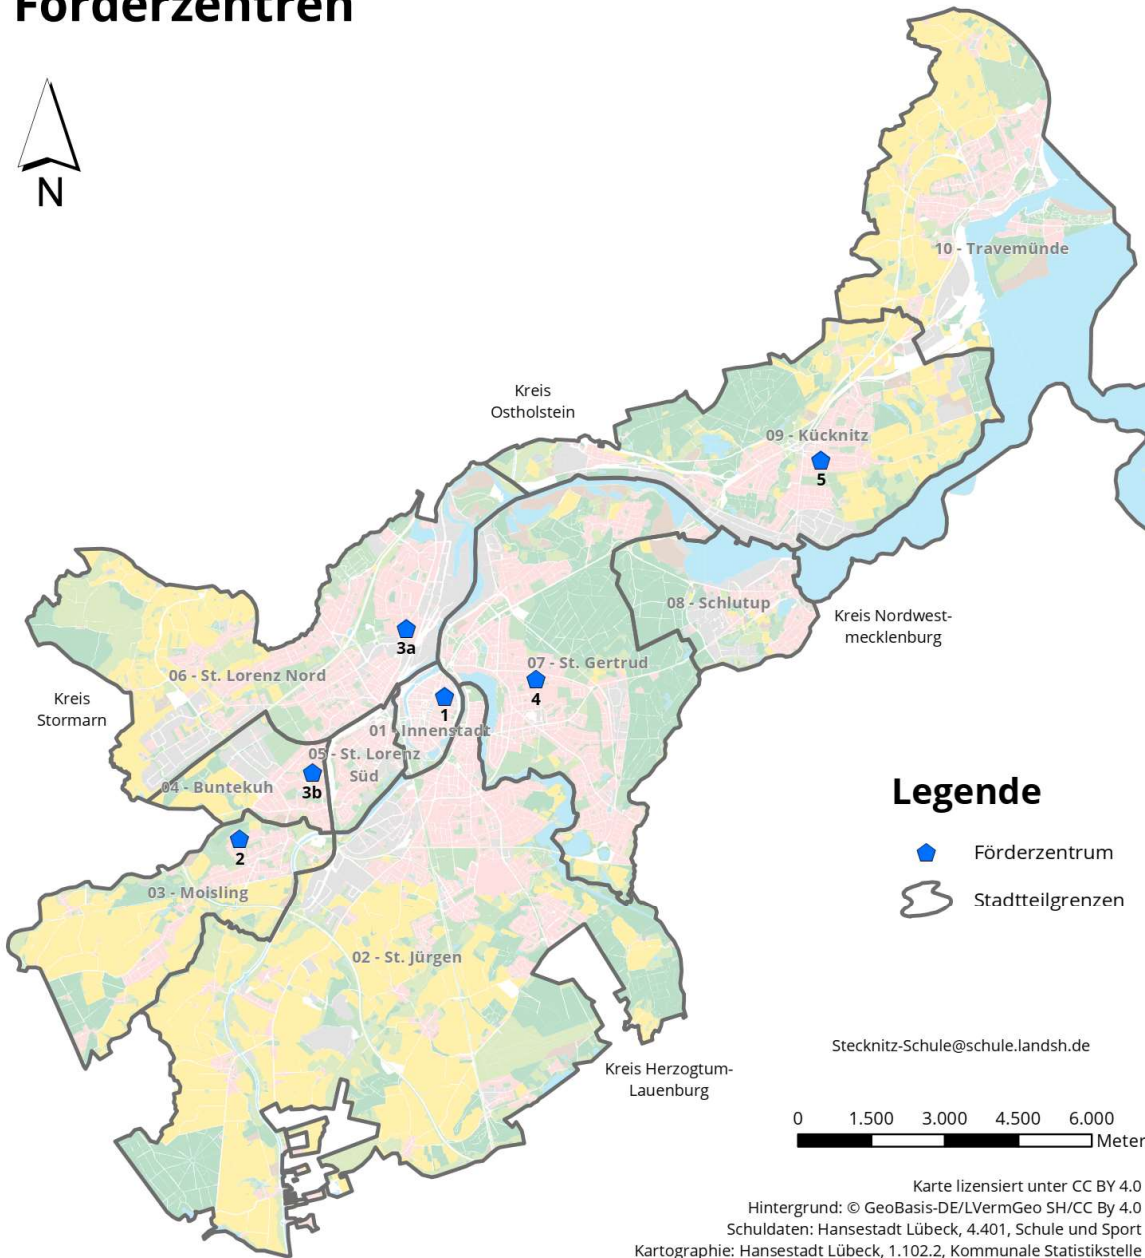 Förderzentren
N
10 - Travemünde
Kreis
Ostholstein
09 - Kücknitz
5
08 - Schlutup
Kreis Nordwest-
mecklenburg
3a
07 - St. Gertrud
06 - St. Lorenz Nord
4
Kreis
Stormarn
1
01 - Innenstadt
05 - St. Lorenz
Süd
04 - Buntekuh
3b
2
03 - Moisling
02 - St. Jürgen
Legende
Förderzentrum
Stadtteilgrenzen
Stecknitz-Schule@schule.landsh.de
Kreis Herzogtum-
Lauenburg
0 1.500 3.000 4.500 6.000
Meter
Karte lizensiert unter CC BY 4.0
Hintergrund: © GeoBasis-DE/LVermGeo SH/CC By 4.0
Schuldaten: Hansestadt Lübeck, 4.401, Schule und Sport
Kartographie: Hansestadt Lübeck, 1.102.2, Kommunale Statistikstelle